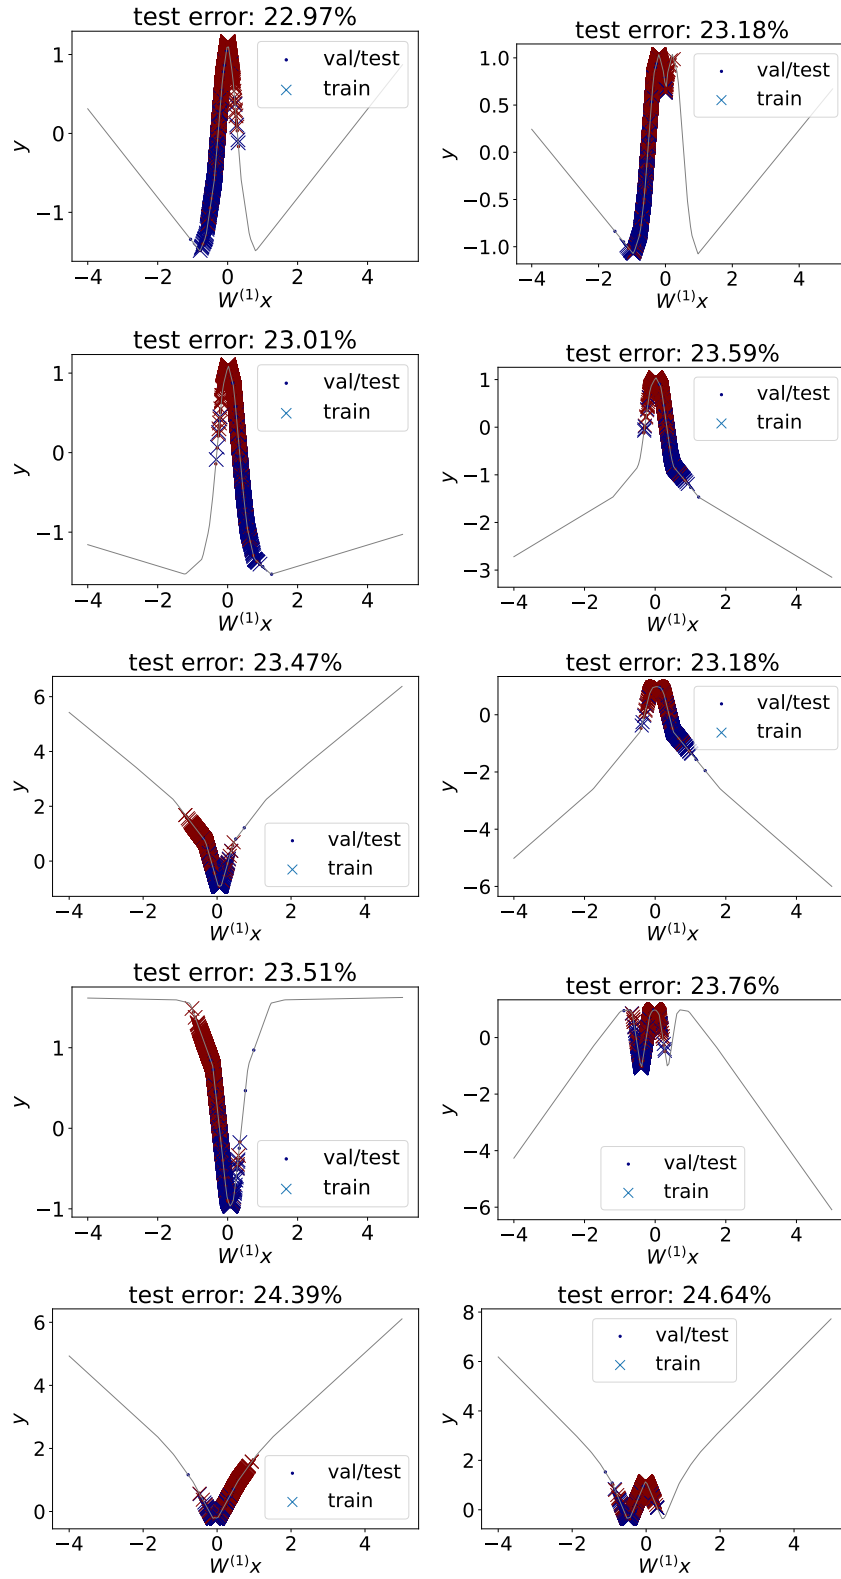 test error: 22.97%
1
0
−1
y
−4
−2
0
2
4
W(1)x
val/test
train
test error: 23.18%
1.0
0.5
0.0
−0.5
−1.0
y
−4
−2
0
2
4
W(1)x
val/test
train
test error: 23.01%
1
0
−1
y
−4
−2
0
2
4
W(1)x
val/test
train
test error: 23.59%
1
0
−1
−2
−3
y
−4
−2
0
2
4
W(1)x
val/test
train
test error: 23.47%
6
4
2
0
y
−4
−2
0
2
4
W(1)x
val/test
train
test error: 23.18%
0
−2
−4
−6
y
−4
−2
0
2
4
W(1)x
val/test
train
test error: 23.51%
1
0
−1
y
−4
−2
0
2
4
W(1)x
val/test
train
test error: 23.76%
0
−2
−4
−6
y
−4
−2
0
2
4
W(1)x
val/test
train
test error: 24.39%
6
4
2
0
y
−4
−2
0
2
4
W(1)x
val/test
train
test error: 24.64%
8
6
4
2
0
y
−4
−2
0
2
4
W(1)x
val/test
train